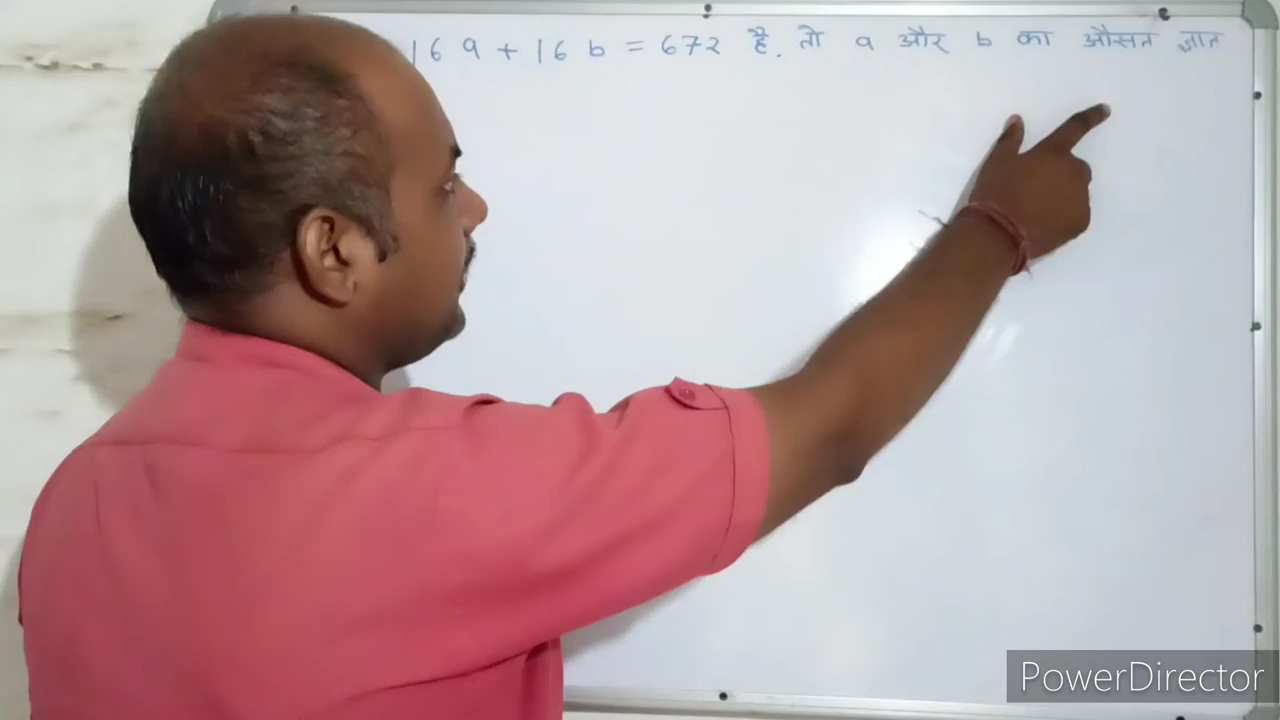 16 a + 16 b = 672 है. तो a और b का औसत ज्ञात
PowerDirector